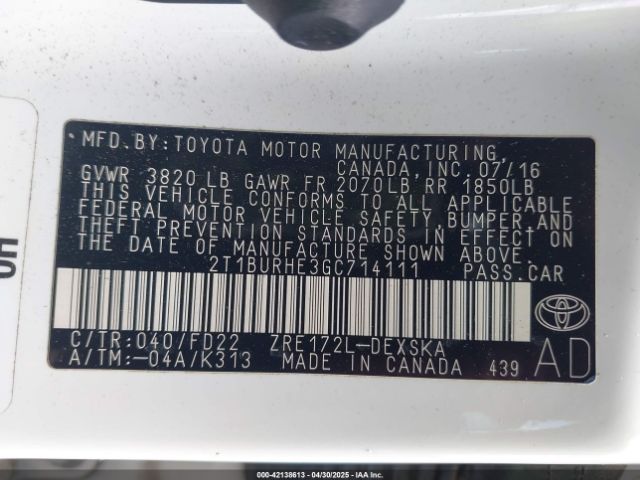 MFD. BY: TOYOTA MOTOR MANUFACTURING,
CANADA, INC. 07/16
GVWR 3820 LB GAWR FR 2070LB RR 1850LB
THIS VEHICLE CONFORMS TO ALL APPLICABLE
FEDERAL MOTOR VEHICLE SAFETY, BUMPER AND
THEFT PREVENTION STANDARDS IN EFFECT ON
THE DATE OF MANUFACTURE SHOWN ABOVE.
2T1BURHE3GC714111 PASS.CAR
C/TR:040/FD22 ZRE172L-DEXSKA
A/TM:-04A/K313 MADE IN CANADA 439
AD
000-42138613 - 04/30/2025 - IAA Inc.